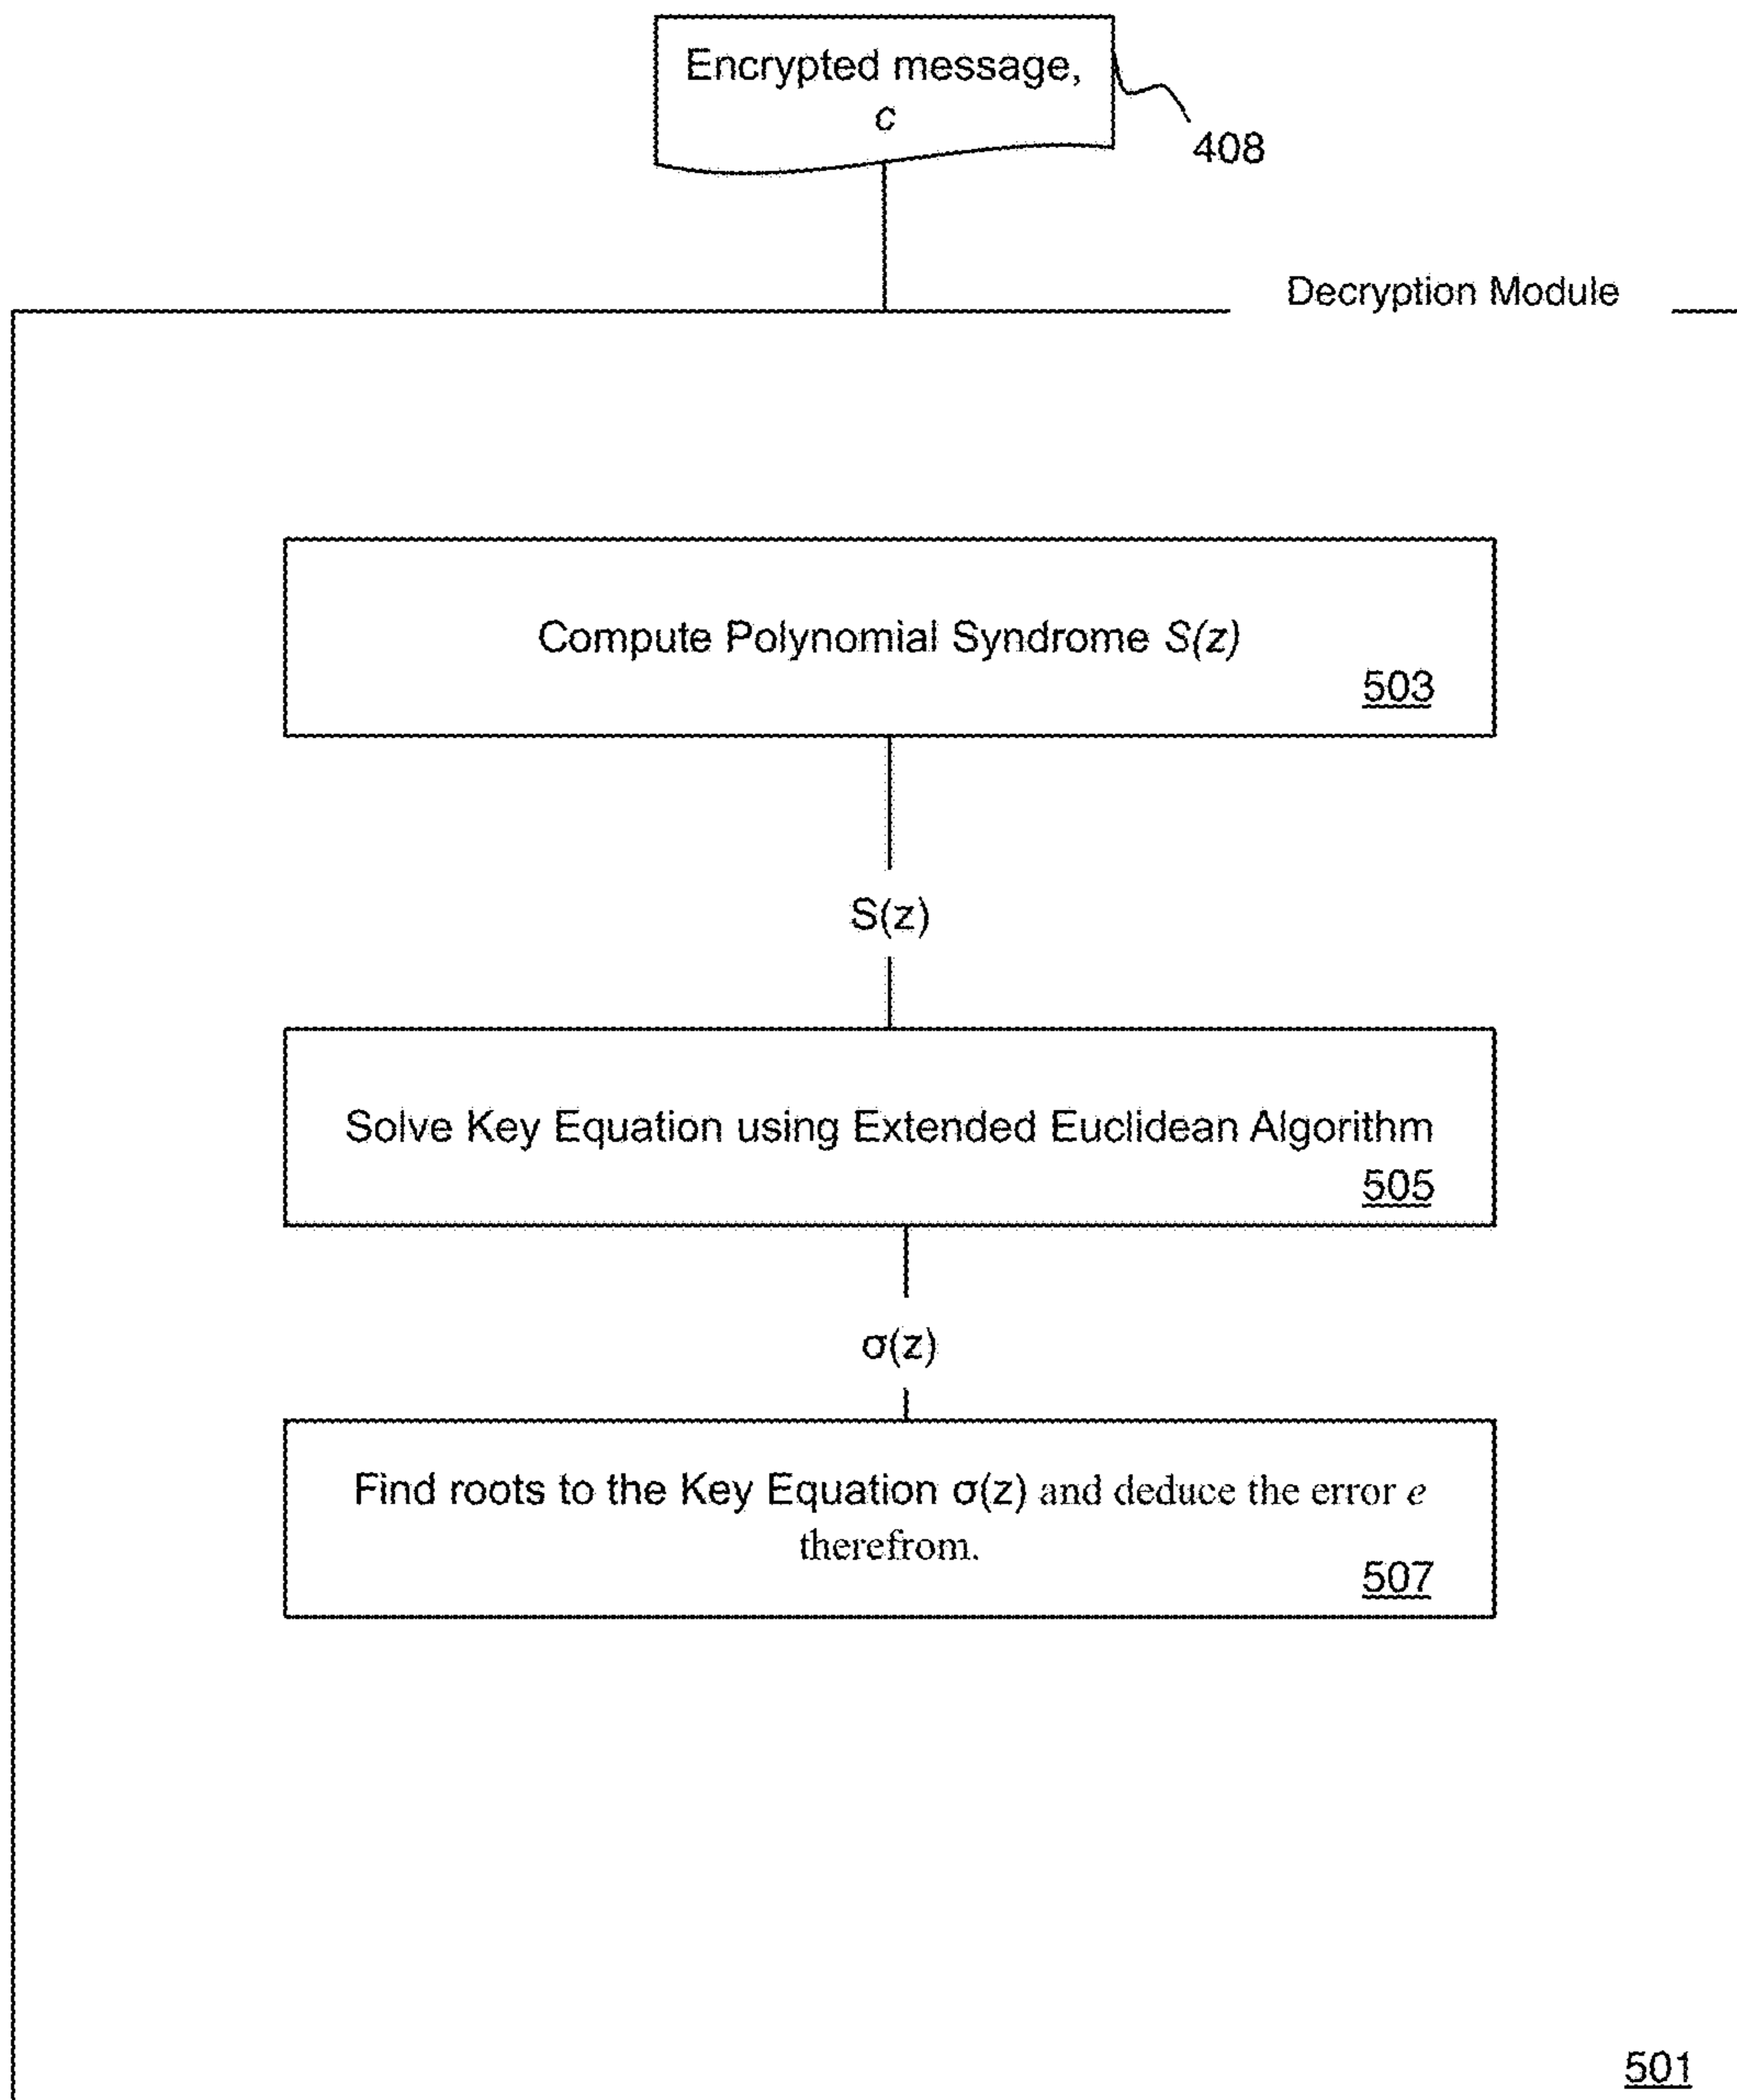 Encrypted message,
c
408
Decryption Module
Compute Polynomial Syndrome S(z)
503
S(z)
Solve Key Equation using Extended Euclidean Algorithm
505
σ(z)
Find roots to the Key Equation σ(z) and deduce the error e
therefrom.
507
501